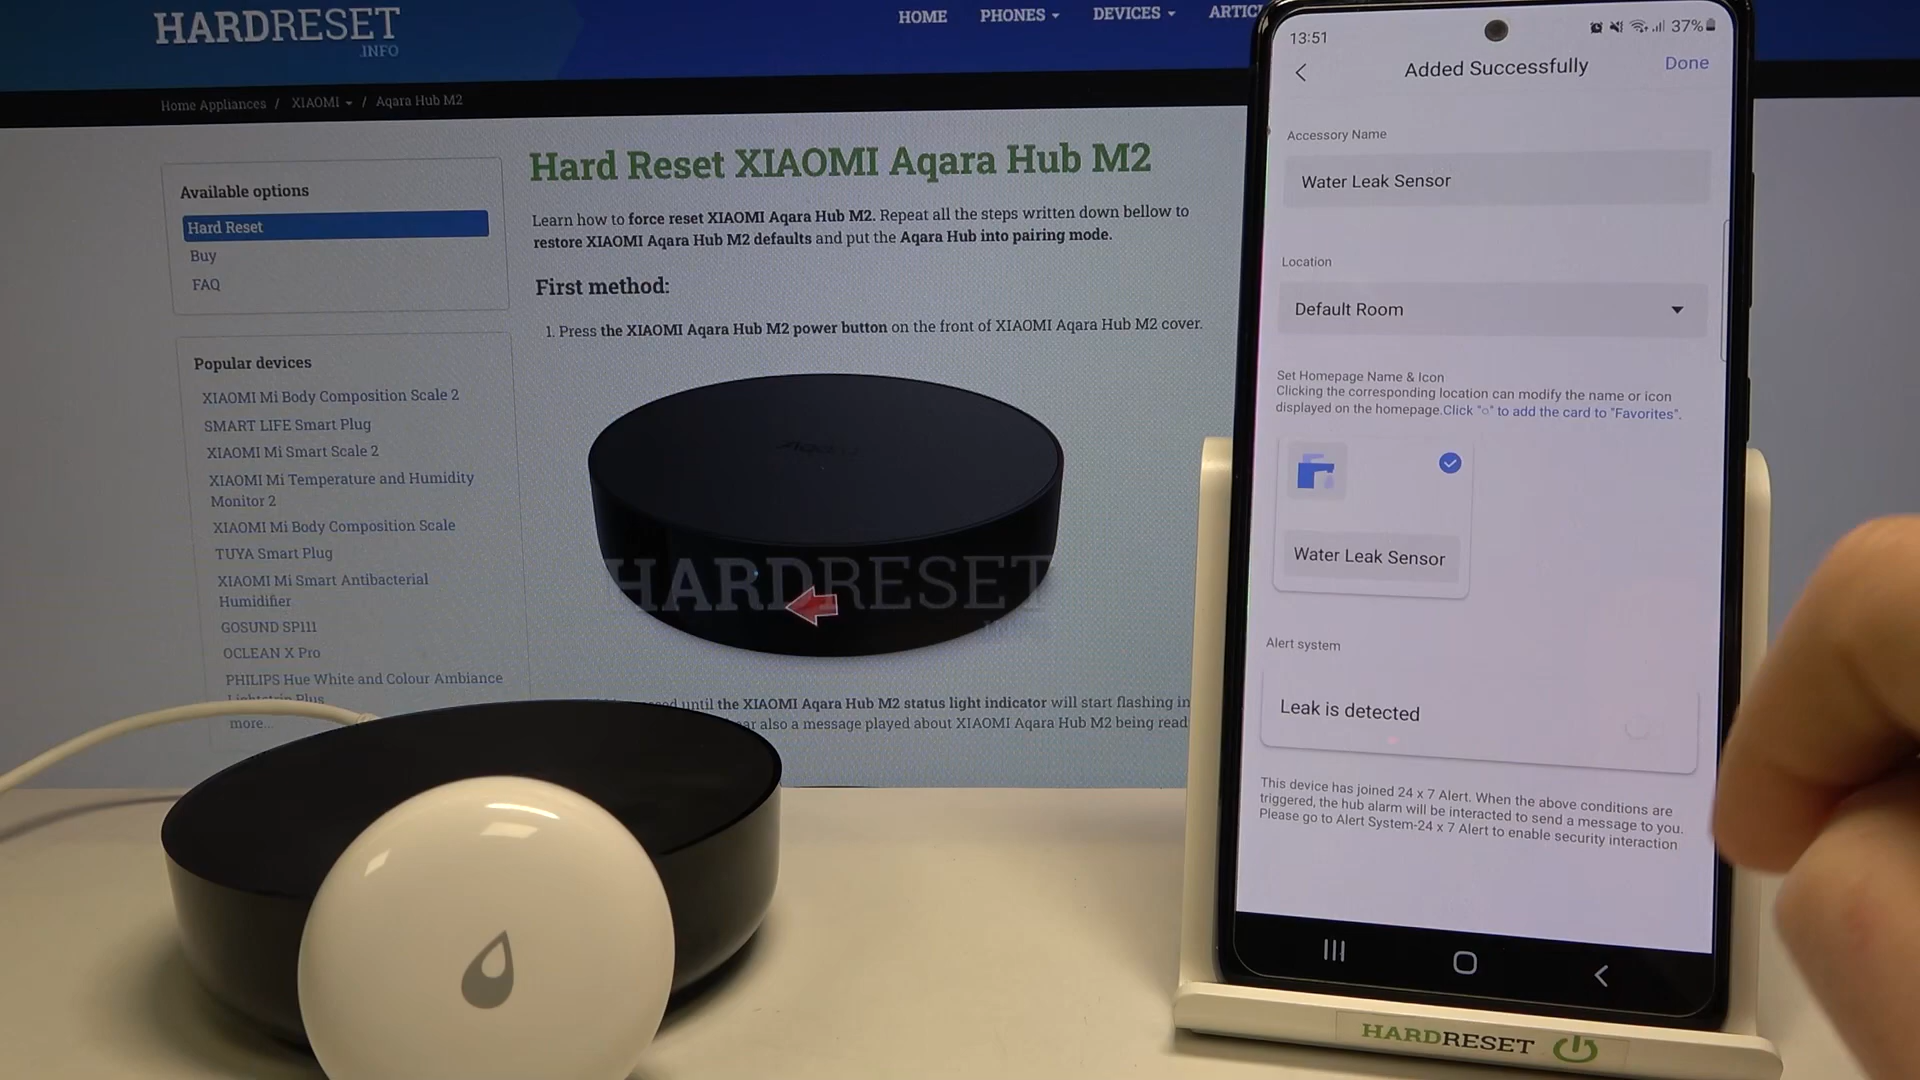 HARDRESET
.INFO
HOME PHONES DEVICES
Home Appliances / XIAOMI / Aqara Hub M2
Available options
Hard Reset
Buy
FAQ
Popular devices
XIAOMI Mi Body Composition Scale 2
SMART LIFE Smart Plug
XIAOMI Mi Smart Scale 2
XIAOMI Mi Temperature and Humidity
Monitor 2
XIAOMI Mi Body Composition Scale
TUYA Smart Plug
XIAOMI Mi Smart Antibacterial
Humidifier
GOSUND SP111
OCLEAN X Pro
PHILIPS Hue White and Colour Ambiance
Lightstrip Plus
more...
Hard Reset XIAOMI Aqara Hub M2
Learn how to force reset XIAOMI Aqara Hub M2. Repeat all the steps written down bellow to
restore XIAOMI Aqara Hub M2 defaults and put the Aqara Hub into pairing mode.
First method:
1. Press the XIAOMI Aqara Hub M2 power button on the front of XIAOMI Aqara Hub M2 cover.
Aqara
HARDRESET
until the XIAOMI Aqara Hub M2 status light indicator will start flashing in
also a message played about XIAOMI Aqara Hub M2 being
13:51
37%
Added Successfully
Done
Accessory Name
Water Leak Sensor
Location
Default Room
Set Homepage Name & Icon
Clicking the corresponding location can modify the name or icon
displayed on the homepage.Click "○" to add the card to "Favorites".
Water Leak Sensor
Alert system
Leak is detected
This device has joined 24 x 7 Alert. When the above conditions are
triggered, the hub alarm will be interacted to send a message to you.
Please go to Alert System-24 x 7 Alert to enable security interaction
HARDRESET